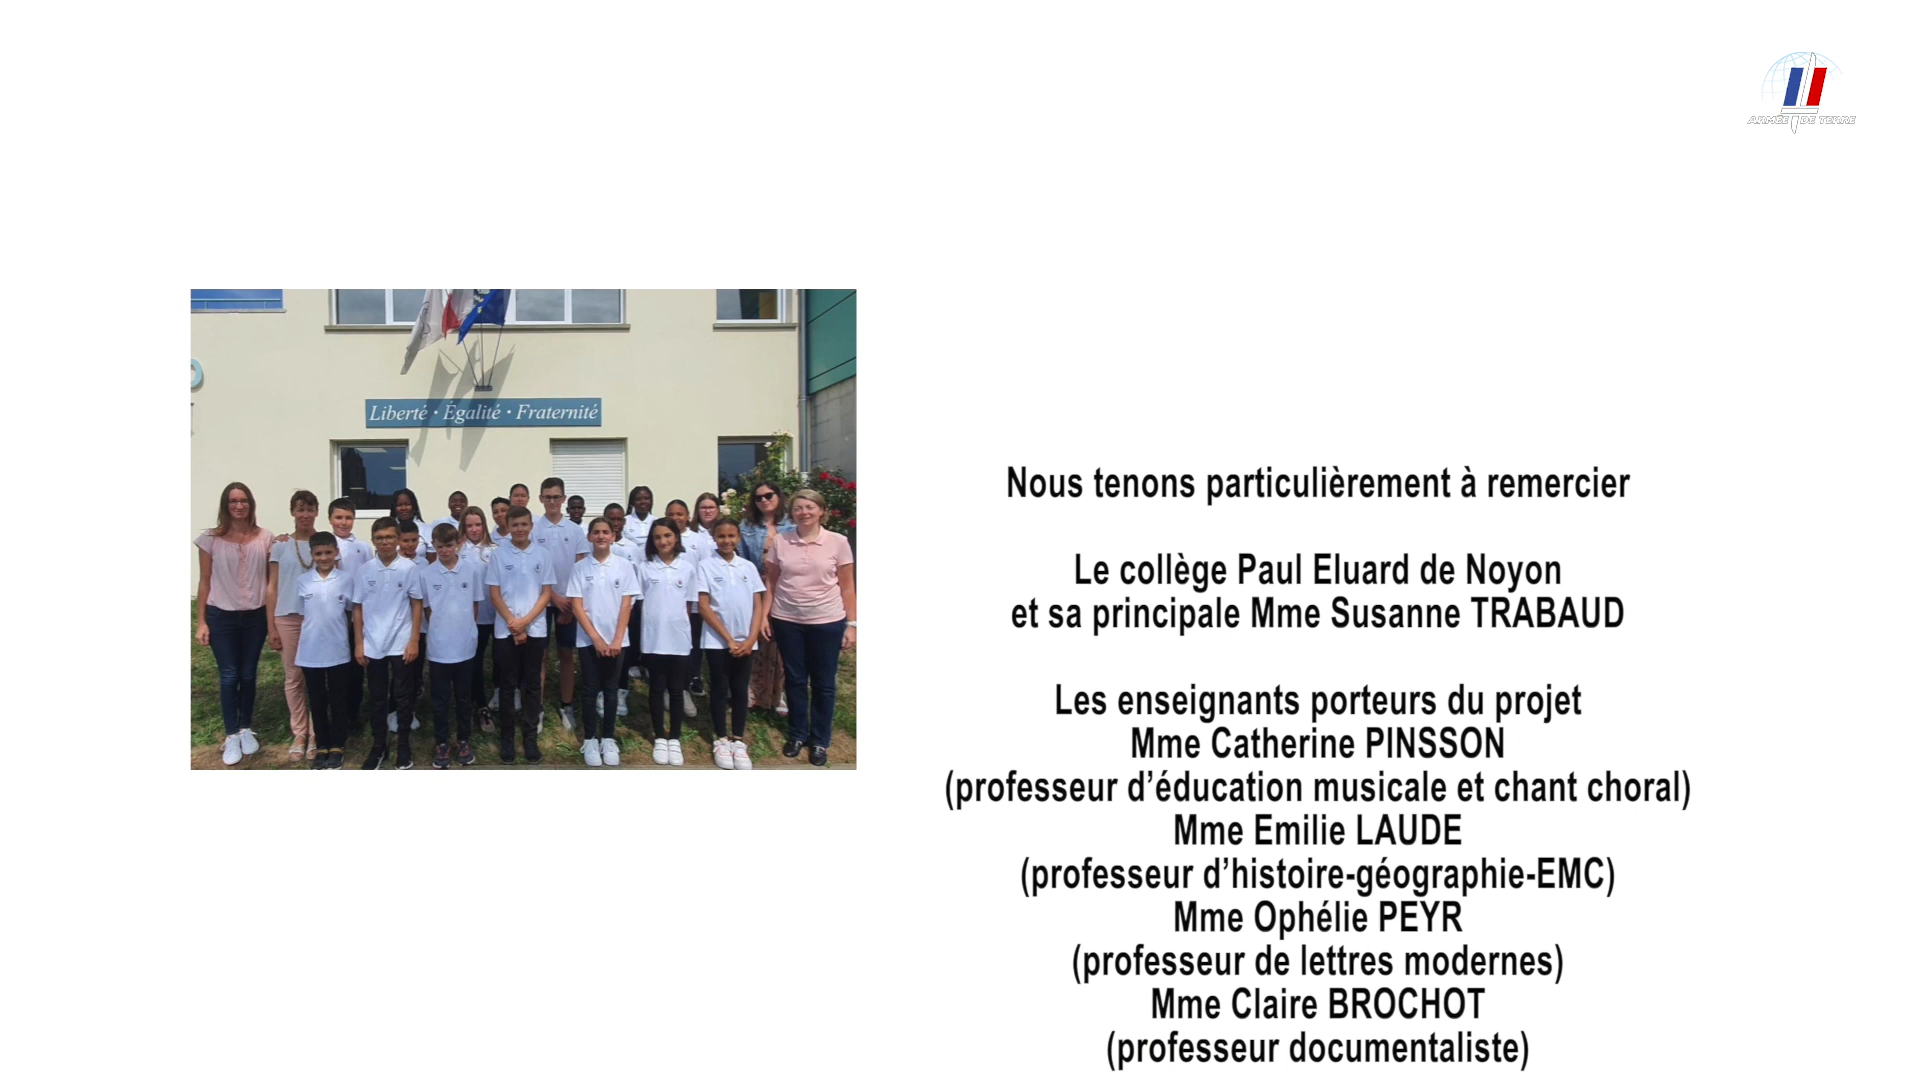 ARMÉE DE TERRE
Liberté · Égalité · Fraternité
Nous tenons particulièrement à remercier
Le collège Paul Eluard de Noyon
et sa principale Mme Susanne TRABAUD
Les enseignants porteurs du projet
Mme Catherine PINSSON
(professeur d’éducation musicale et chant choral)
Mme Emilie LAUDE
(professeur d’histoire-géographie-EMC)
Mme Ophélie PEYR
(professeur de lettres modernes)
Mme Claire BROCHOT
(professeur documentaliste)